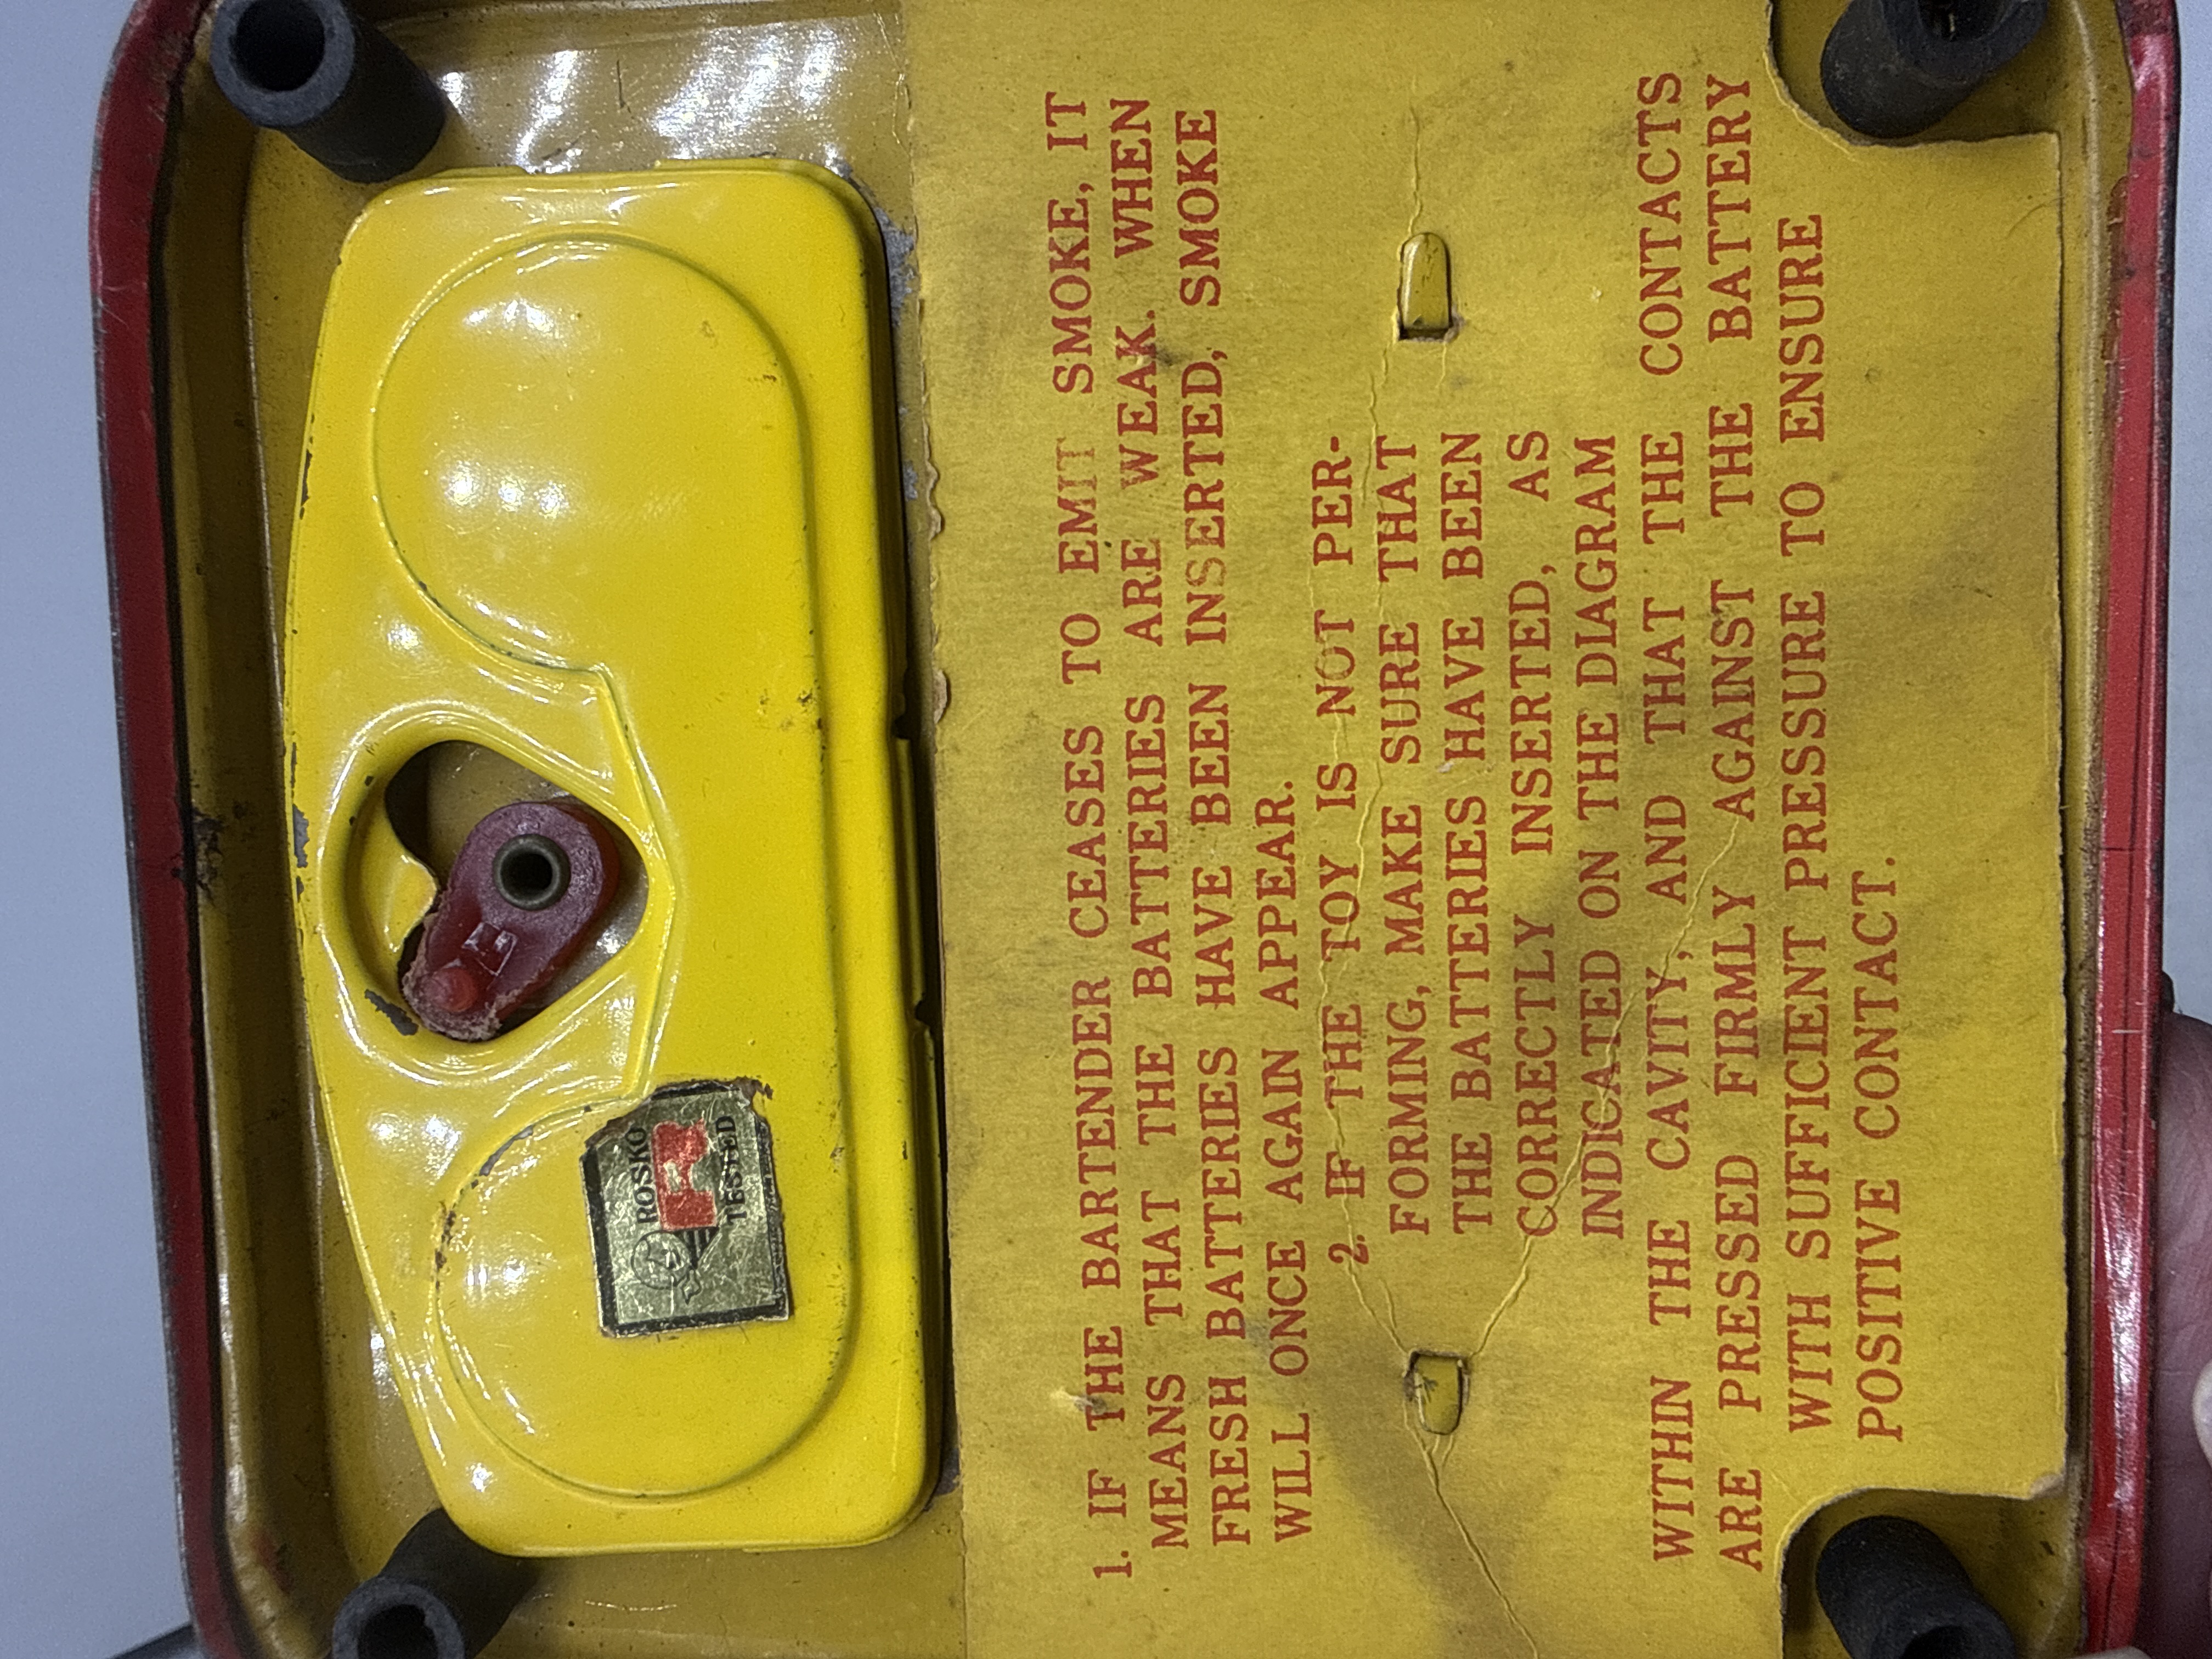 1. IF THE BARTENDER CEASES TO EMIT SMOKE, IT
MEANS THAT THE BATTERIES ARE WEAK. WHEN
FRESH BATTERIES HAVE BEEN INSERTED, SMOKE
WILL ONCE AGAIN APPEAR.
2. IF THE TOY IS NOT PER-
FORMING, MAKE SURE THAT
THE BATTERIES HAVE BEEN
CORRECTLY INSERTED, AS
INDICATED ON THE DIAGRAM
WITHIN THE CAVITY, AND THAT THE CONTACTS
ARE PRESSED FIRMLY AGAINST THE BATTERY
WITH SUFFICIENT PRESSURE TO ENSURE
POSITIVE CONTACT.
ROSKO
R
TESTED